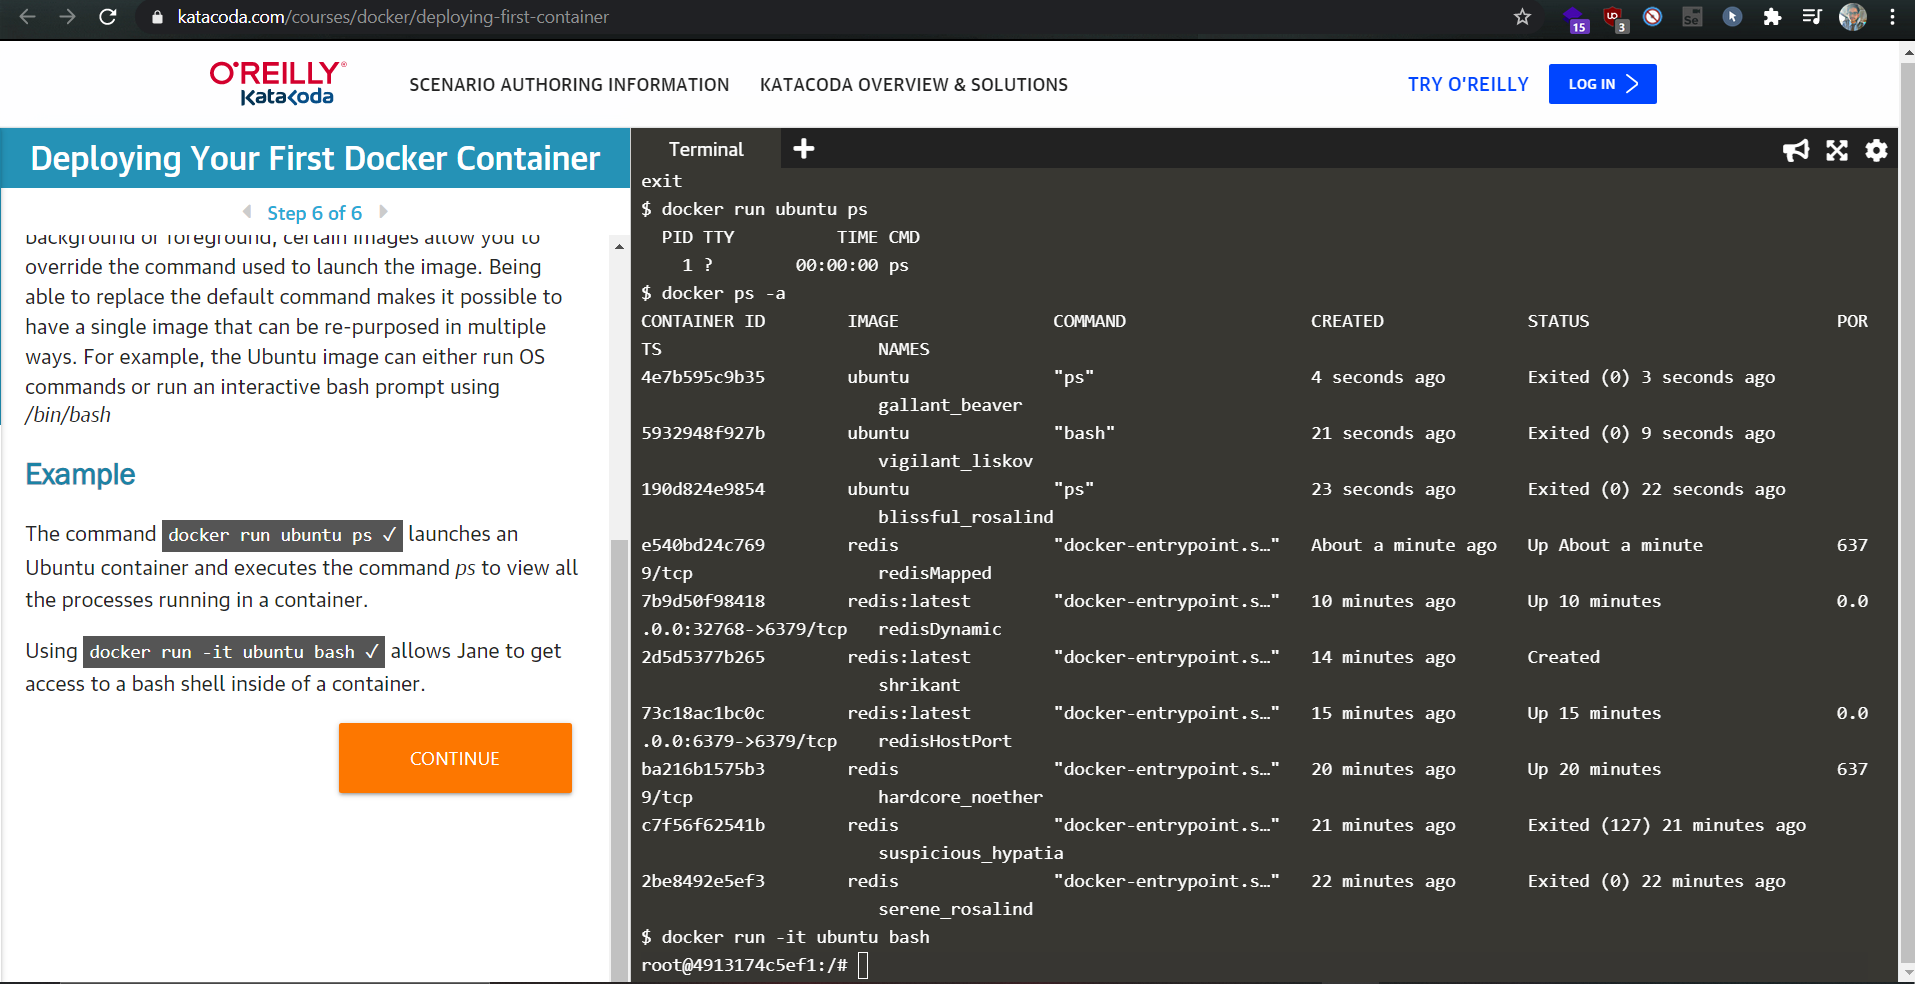 katacoda.com/courses/docker/deploying-first-container
15
3
Se
O'REILLY®
Katacoda
SCENARIO AUTHORING INFORMATION
KATACODA OVERVIEW & SOLUTIONS
TRY O'REILLY
LOG IN
Deploying Your First Docker Container
Step 6 of 6
background or foreground, certain images allow you to
override the command used to launch the image. Being
able to replace the default command makes it possible to
have a single image that can be re-purposed in multiple
ways. For example, the Ubuntu image can either run OS
commands or run an interactive bash prompt using
/bin/bash
Example
The command docker run ubuntu ps ✓ launches an
Ubuntu container and executes the command ps to view all
the processes running in a container.
Using docker run -it ubuntu bash ✓ allows Jane to get
access to a bash shell inside of a container.
CONTINUE
Terminal
exit
$ docker run ubuntu ps
  PID TTY          TIME CMD
    1 ?        00:00:00 ps
$ docker ps -a
CONTAINER ID        IMAGE               COMMAND                  CREATED              STATUS                        POR
TS                     NAMES
4e7b595c9b35        ubuntu              "ps"                     4 seconds ago        Exited (0) 3 seconds ago
                       gallant_beaver
5932948f927b        ubuntu              "bash"                   21 seconds ago       Exited (0) 9 seconds ago
                       vigilant_liskov
190d824e9854        ubuntu              "ps"                     23 seconds ago       Exited (0) 22 seconds ago
                       blissful_rosalind
e540bd24c769        redis               "docker-entrypoint.s…"   About a minute ago   Up About a minute             637
9/tcp                  redisMapped
7b9d50f98418        redis:latest        "docker-entrypoint.s…"   10 minutes ago       Up 10 minutes                 0.0
.0.0:32768->6379/tcp   redisDynamic
2d5d5377b265        redis:latest        "docker-entrypoint.s…"   14 minutes ago       Created
                       shrikant
73c18ac1bc0c        redis:latest        "docker-entrypoint.s…"   15 minutes ago       Up 15 minutes                 0.0
.0.0:6379->6379/tcp    redisHostPort
ba216b1575b3        redis               "docker-entrypoint.s…"   20 minutes ago       Up 20 minutes                 637
9/tcp                  hardcore_noether
c7f56f62541b        redis               "docker-entrypoint.s…"   21 minutes ago       Exited (127) 21 minutes ago
                       suspicious_hypatia
2be8492e5ef3        redis               "docker-entrypoint.s…"   22 minutes ago       Exited (0) 22 minutes ago
                       serene_rosalind
$ docker run -it ubuntu bash
root@4913174c5ef1:/#